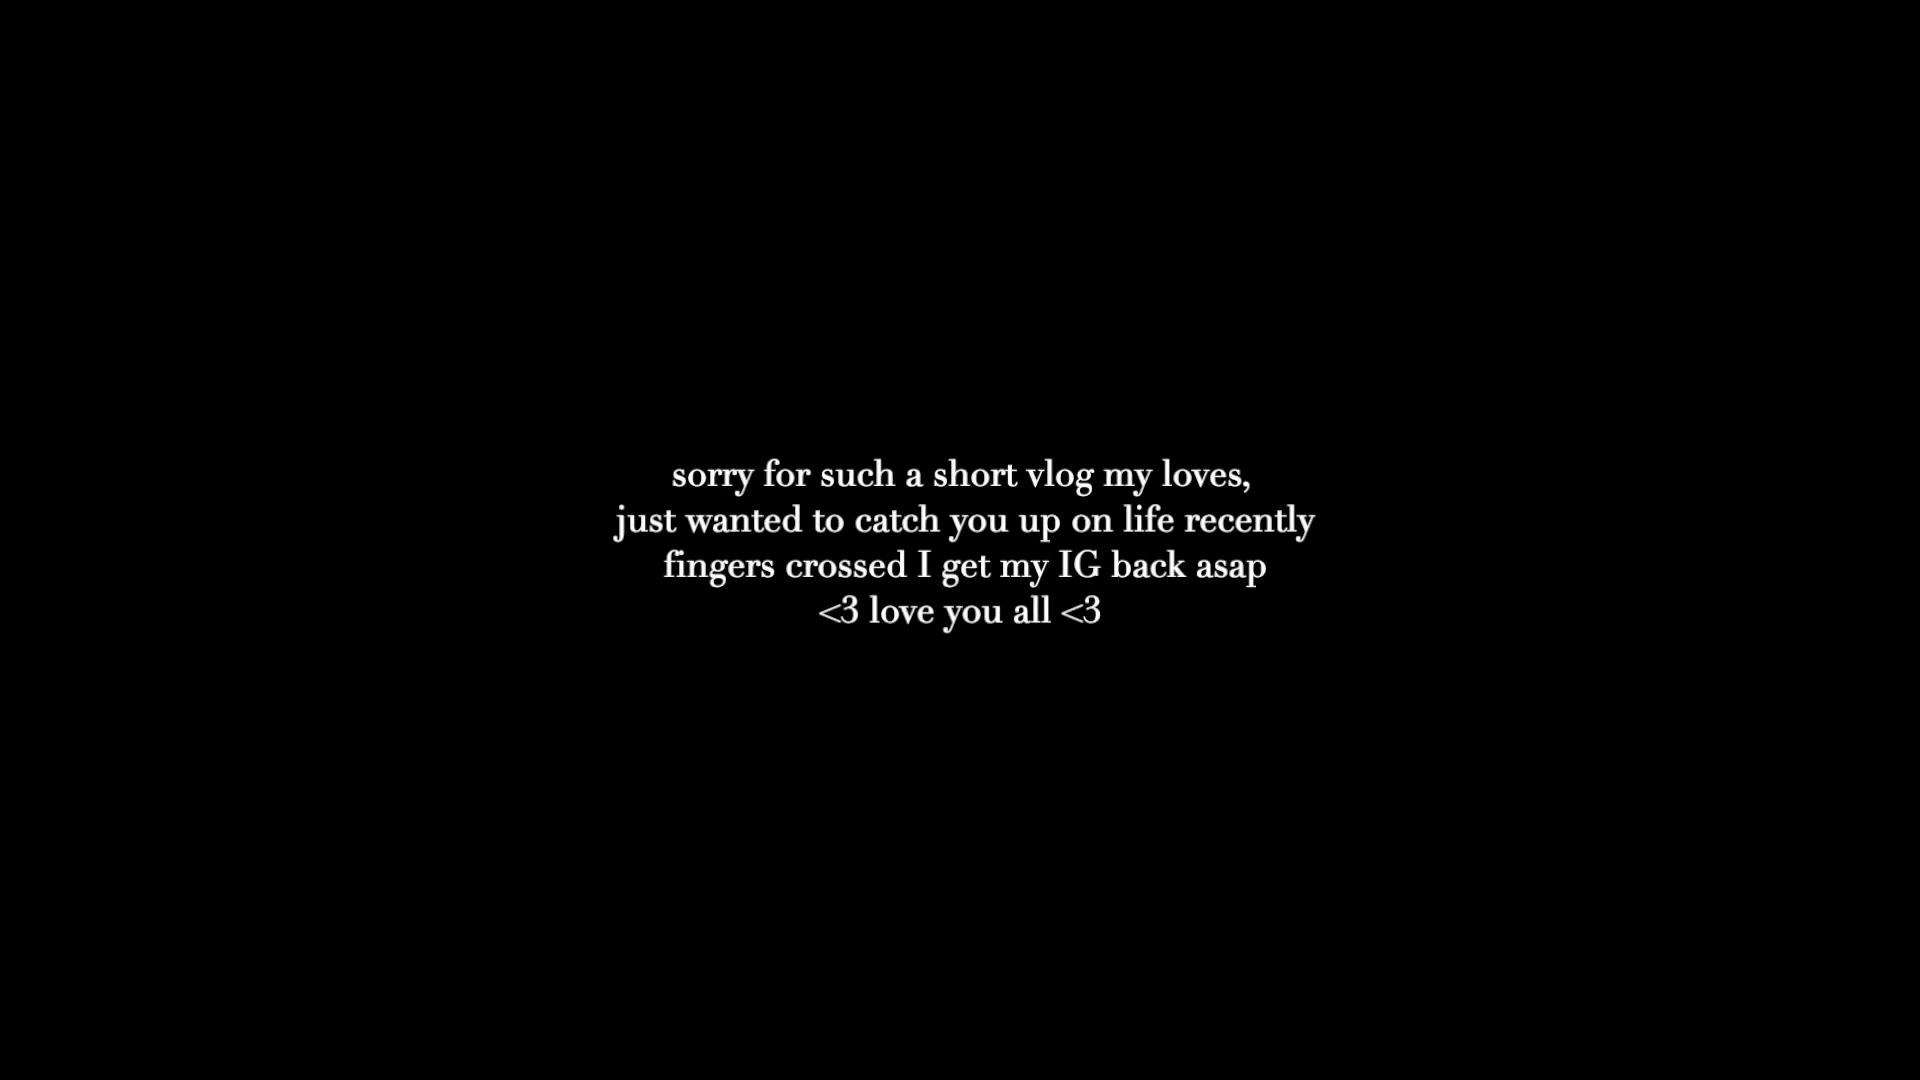 sorry for such a short vlog my loves,
just wanted to catch you up on life recently
fingers crossed I get my IG back asap
<3 love you all <3